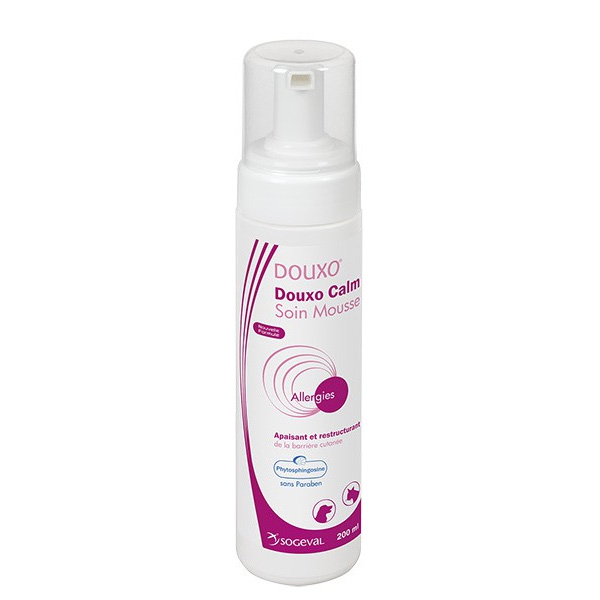 DOUXO®
Douxo Calm
Soin Mousse
Nouvelle
Formule
Allergies
Apaisant et restructurant
de la barrière cutanée
Phytosphingosine
sans Paraben
SOGEVAL
200 ml